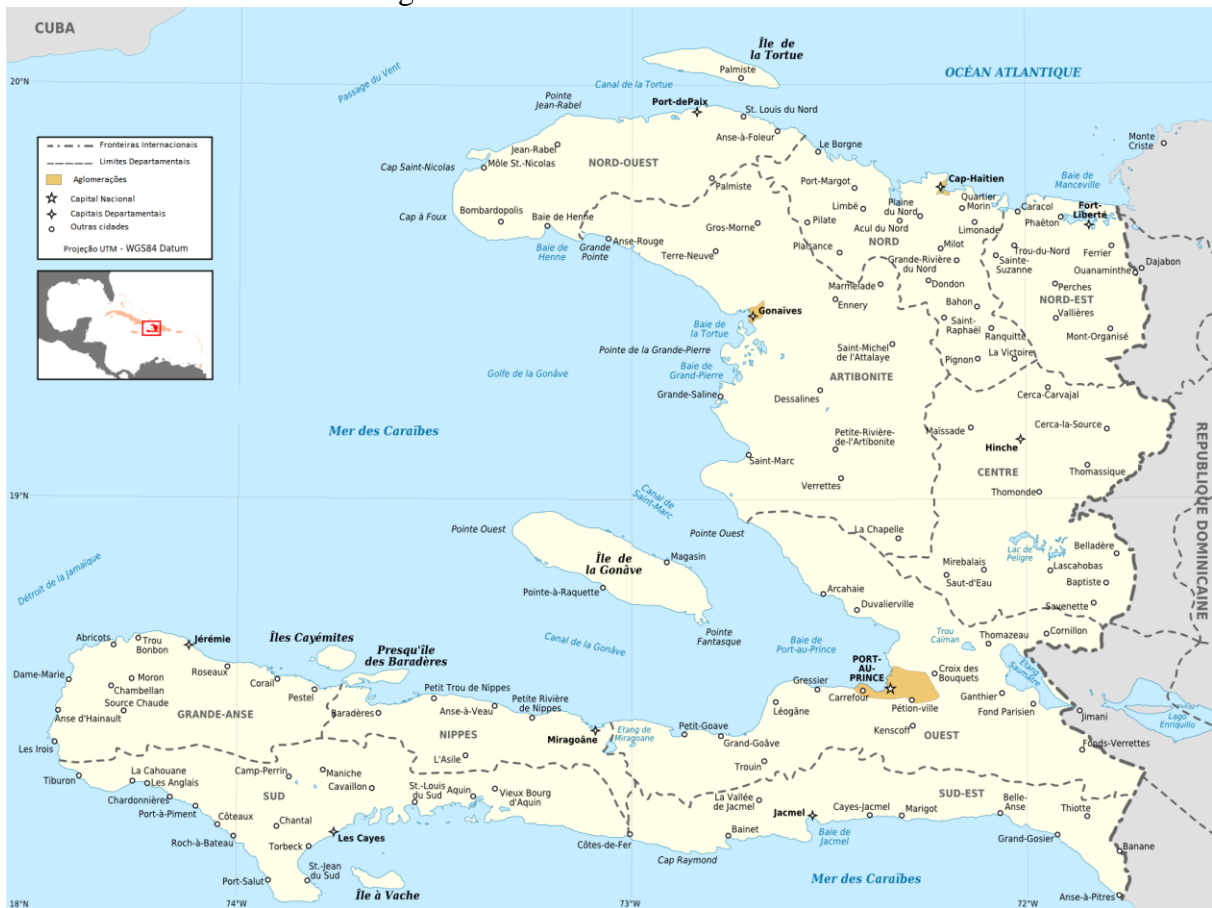 CUBA
Île de
la Tortue
Palmiste
20°N
Passage du Vent
Canal de la Tortue
OCÉAN ATLANTIQUE
Pointe
Jean-Rabel
Port-dePaix
St. Louis du Nord
Anse-à-Foleur
Le Borgne
Monte
Criste
Fronteiras Internacionais
Limites Departamentais
Aglomerações
Capital Nacional
Capitais Departamentais
Outras cidades
Projeção UTM - WGS84 Datum
Jean-Rabel
Môle St.-Nicolas
Cap Saint-Nicolas
NORD-OUEST
Palmiste
Port-Margot
Cap-Haïtien
Baie de
Manceville
Cap à Foux
Bombardopolis
Baie de Henne
Baie de
Henne
Grande
Pointe
Anse-Rouge
Gros-Morne
Terre-Neuve
Limbé
Pilate
Plaine
du Nord
Acul du Nord
NORD
Plaisance
Quartier
Morin
Limonade
Caracol
Phaëton
Fort-
Liberté
Milot
Grande-Rivière
du Nord
Trou-du-Nord
Sainte-
Suzanne
Ferrier
Ouanaminthe
Dajabon
Marmelade
Ennery
Dondon
Bahon
Perches
NORD-EST
Vallières
Gonaïves
Baie de
la Tortue
Saint-
Raphaël
Ranquitte
Mont-Organisé
Pointe de la Grande-Pierre
Saint-Michel
de l'Attalaye
Pignon
La Victoire
Baie de
Grand-Pierre
Golfe de la Gonâve
Grande-Saline
ARTIBONITE
Dessalines
Cerca-Carvajal
Mer des Caraïbes
Petite-Rivière-
de-l'Artibonite
Maïssade
Hinche
Cerca-la-Source
Saint-Marc
Verrettes
CENTRE
Thomassique
Thomonde
REPUBLIQUE DOMINICAINE
19°N
Canal de
Saint-Marc
Pointe Ouest
Pointe Ouest
Île de
la Gonâve
Magasin
Pointe-à-Raquette
La Chapelle
Lac de
Peligre
Belladère
Mirebalais
Saut-d'Eau
Lascahobas
Baptiste
Savenette
Détroit de la Jamaïque
Arcahaie
Duvalierville
Pointe
Fantasque
Canal de la Gonâve
Baie de
Port-au-Prince
Trou
Caïman
Thomazeau
Cornillon
Etang
Saumâtre
Abricots
Trou
Bonbon
Jérémie
Îles Cayémites
Presqu'île
des Baradères
Dame-Marie
Moron
Chambellan
Source Chaude
Roseaux
Corail
Pestel
Anse d'Hainault
GRANDE-ANSE
Les Irois
Baradères
Petit Trou de Nippes
Anse-à-Veau
Petite Rivière
de Nippes
NIPPES
Miragoâne
L'Asile
Etang de
Miragoane
Petit-Goave
Grand-Goâve
Gressier
Léogâne
PORT-
AU-
PRINCE
Carrefour
Pétion-ville
Kenscoff
Croix des
Bouquets
Ganthier
Fond Parisien
OUEST
Jimani
Lago
Enriquillo
Fonds-Verrettes
Trouin
Tiburon
La Cahouane
Les Anglais
Chardonnières
Port-à-Piment
Côteaux
Roch-à-Bateau
Camp-Perrin
Maniche
Cavaillon
SUD
Chantal
Torbeck
Les Cayes
St.-Louis
du Sud
Aquin
Vieux Bourg
d'Aquin
Port-Salut
St.-Jean
du Sud
Île à Vache
Côtes-de-Fer
La Vallée
de Jacmel
Jacmel
Bainet
Cap Raymond
Baie de
Jacmel
Cayes-Jacmel
Marigot
SUD-EST
Belle-
Anse
Thiotte
Grand-Gosier
Banane
Anse-à-Pitres
Mer des Caraïbes
18°N
74°W
73°W
72°W